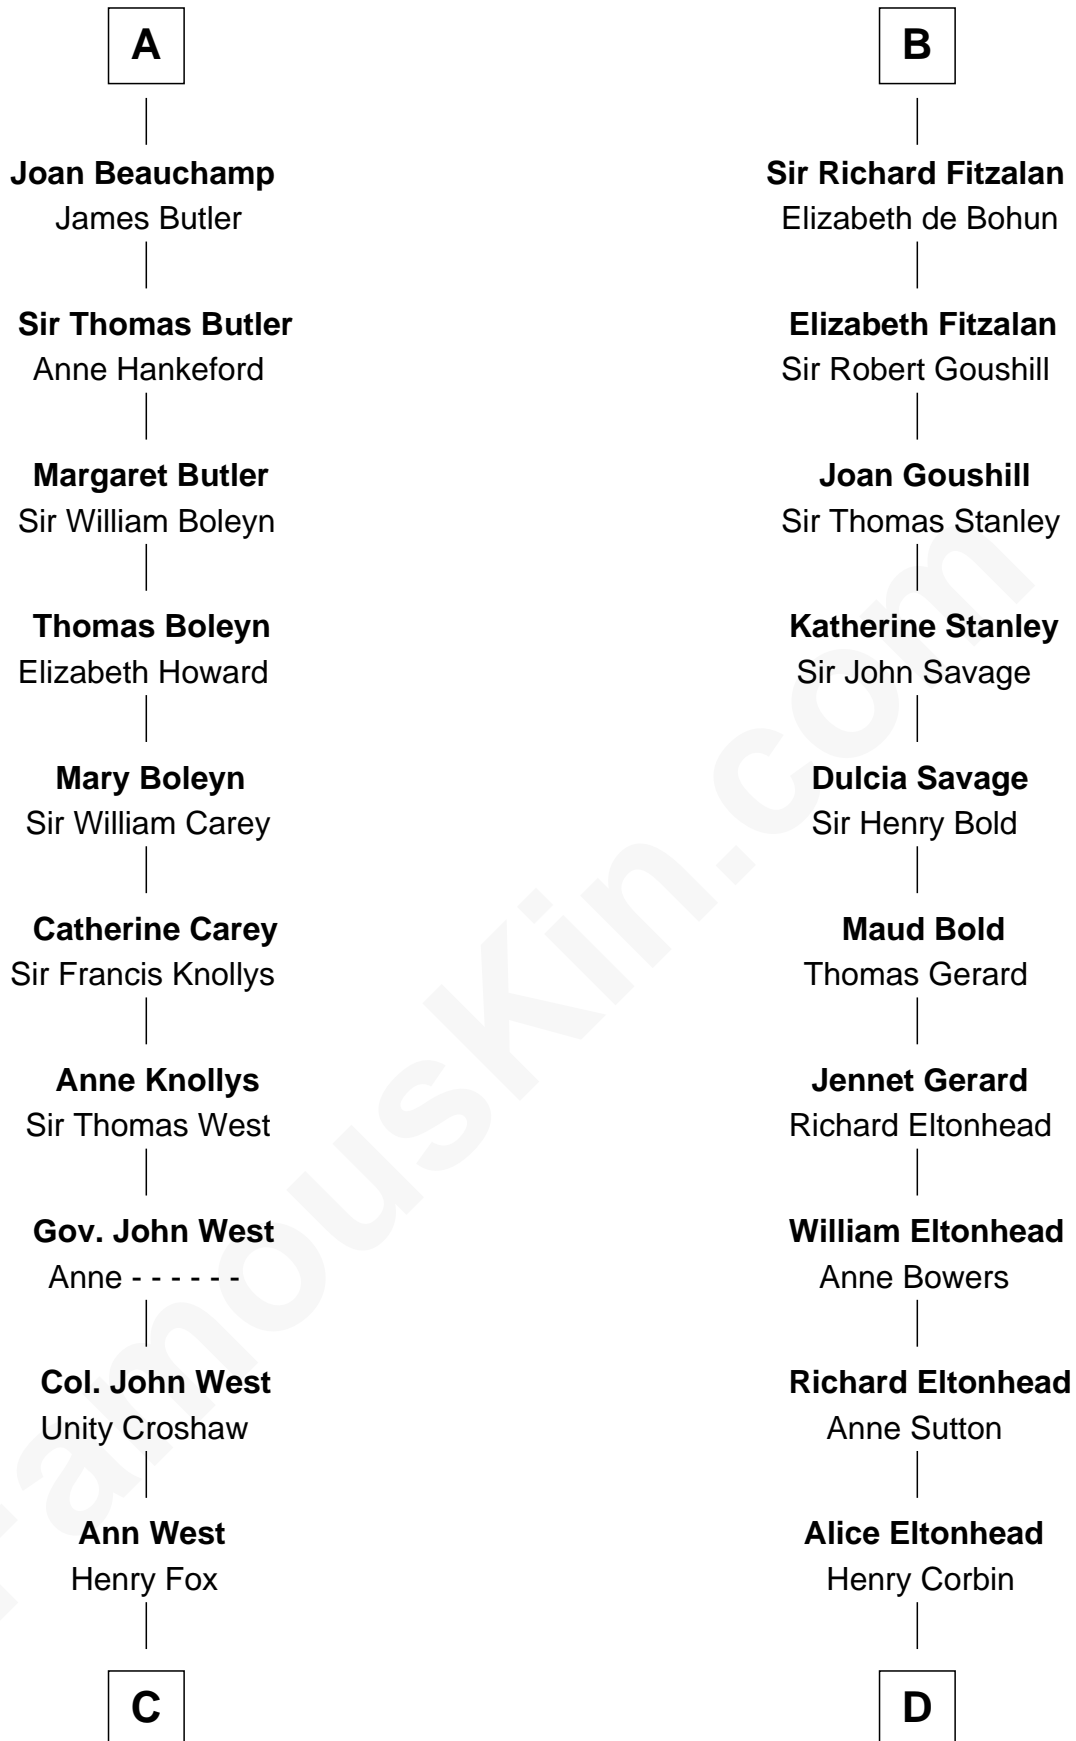 A
Joan Beauchamp
James Butler
Sir Thomas Butler
Anne Hankeford
Margaret Butler
Sir William Boleyn
Thomas Boleyn
Elizabeth Howard
Mary Boleyn
Sir William Carey
Catherine Carey
Sir Francis Knollys
Anne Knollys
Sir Thomas West
Gov. John West
Anne - - - - - -
Col. John West
Unity Croshaw
Ann West
Henry Fox
C
B
Sir Richard Fitzalan
Elizabeth de Bohun
Elizabeth Fitzalan
Sir Robert Goushill
Joan Goushill
Sir Thomas Stanley
Katherine Stanley
Sir John Savage
Dulcia Savage
Sir Henry Bold
Maud Bold
Thomas Gerard
Jennet Gerard
Richard Eltonhead
William Eltonhead
Anne Bowers
Richard Eltonhead
Anne Sutton
Alice Eltonhead
Henry Corbin
D
FamousKin.com